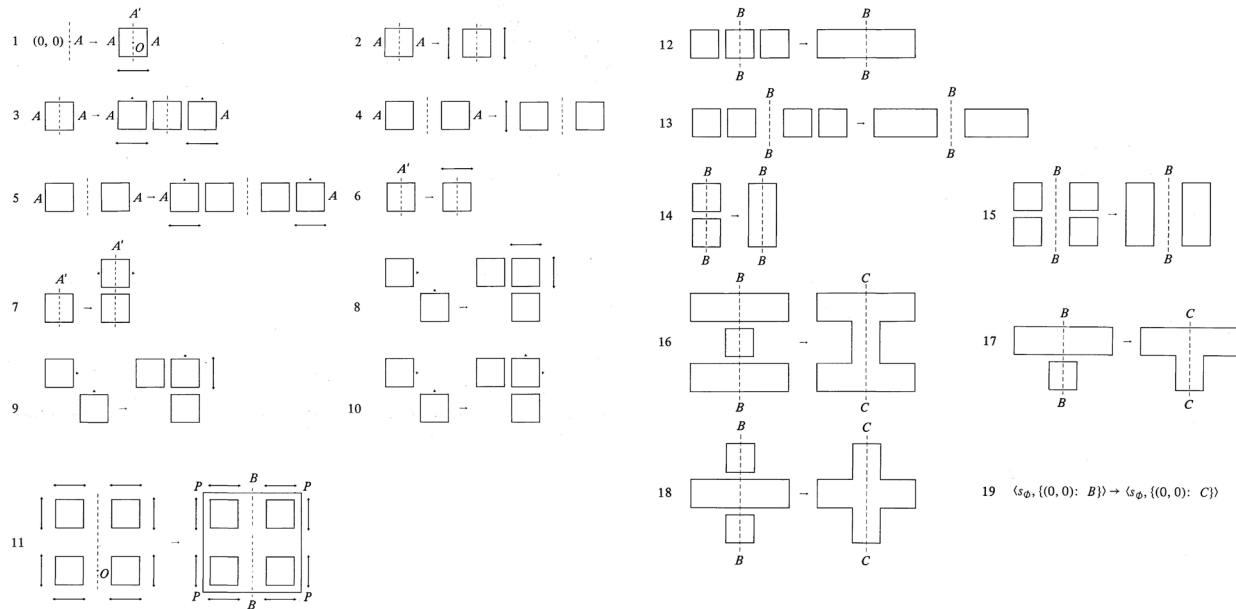 A'
1 (0, 0) A → A O A
2 A A →
3 A A → A A
4 A A →
5 A A → A A
A'
6 →
A'
A'
7 →
8 →
9 →
10 →
11 O → P B P
P B P
B B
12 →
B B
B B
13 →
B B
B B
14 →
B B
B B
15 →
B B
B C
16 →
B C
B C
17 →
B C
B C
18 →
B C
19 ⟨s_Φ, {(0, 0): B}⟩ → ⟨s_Φ, {(0, 0): C}⟩